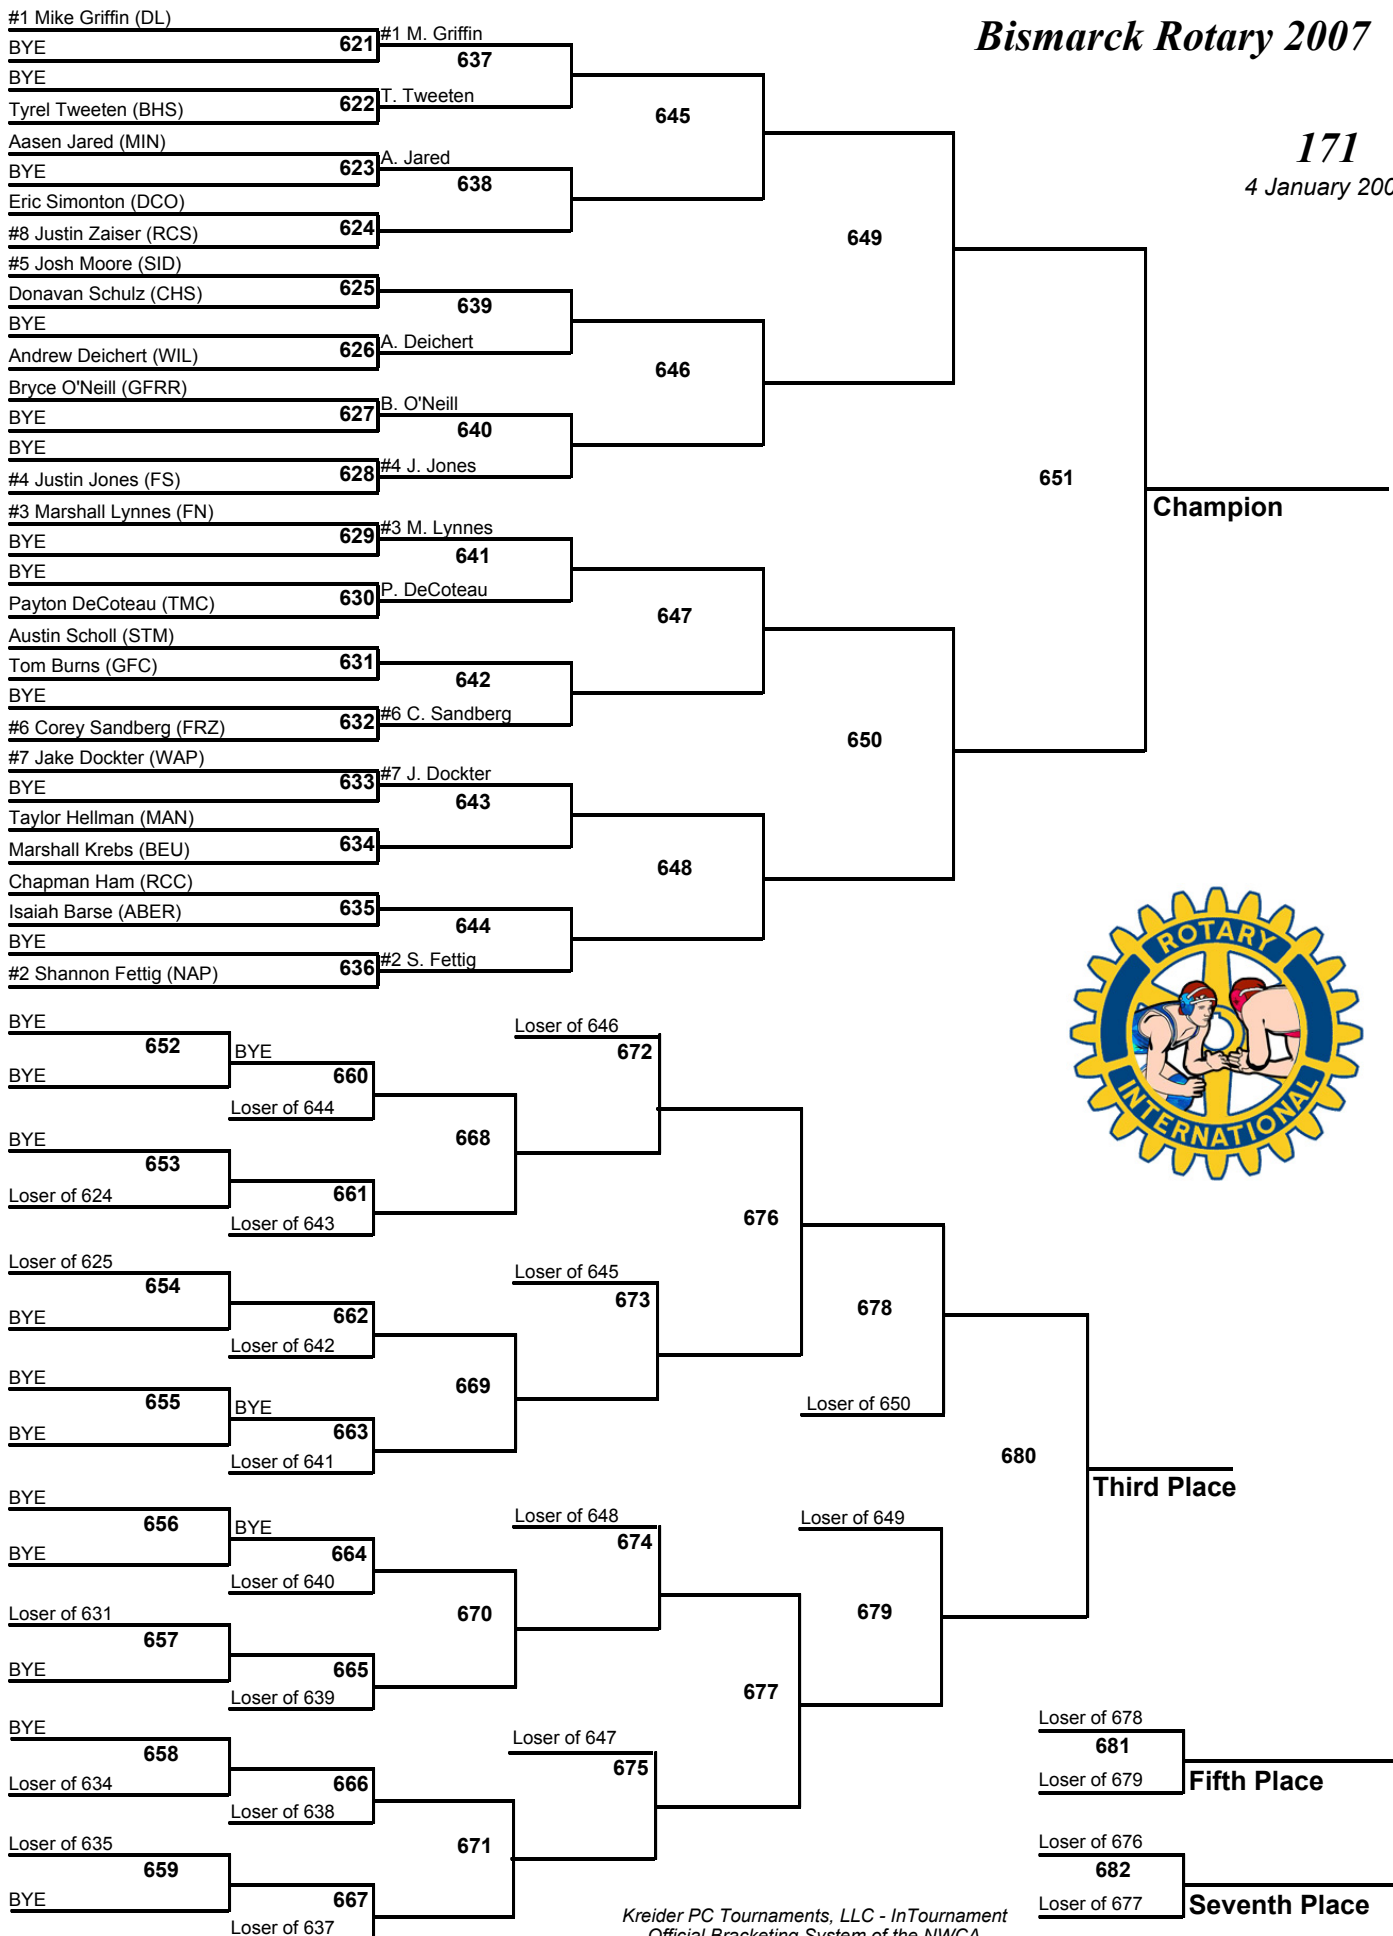 Bismarck Rotary 2007
171
4 January 200
#1 Mike Griffin (DL)
BYE
621
#1 M. Griffin
637
BYE
Tyrel Tweeten (BHS)
622
T. Tweeten
645
Aasen Jared (MIN)
BYE
623
A. Jared
638
Eric Simonton (DCO)
#8 Justin Zaiser (RCS)
624
649
#5 Josh Moore (SID)
Donavan Schulz (CHS)
625
639
BYE
Andrew Deichert (WIL)
626
A. Deichert
646
Bryce O'Neill (GFRR)
BYE
627
B. O'Neill
640
BYE
#4 Justin Jones (FS)
628
#4 J. Jones
651
Champion
#3 Marshall Lynnes (FN)
BYE
629
#3 M. Lynnes
641
BYE
Payton DeCoteau (TMC)
630
P. DeCoteau
647
Austin Scholl (STM)
Tom Burns (GFC)
631
642
BYE
#6 Corey Sandberg (FRZ)
632
#6 C. Sandberg
650
#7 Jake Dockter (WAP)
BYE
633
#7 J. Dockter
643
Taylor Hellman (MAN)
Marshall Krebs (BEU)
634
648
Chapman Ham (RCC)
Isaiah Barse (ABER)
635
644
BYE
#2 Shannon Fettig (NAP)
636
#2 S. Fettig
ROTARY
INTERNATIONAL
BYE
652
BYE
BYE
660
Loser of 644
Loser of 646
672
668
BYE
653
Loser of 624
661
Loser of 643
676
Loser of 625
654
BYE
662
Loser of 642
Loser of 645
673
678
BYE
655
BYE
BYE
663
Loser of 641
669
Loser of 650
680
Third Place
BYE
656
BYE
BYE
664
Loser of 640
Loser of 648
674
Loser of 649
670
679
Loser of 631
657
BYE
665
Loser of 639
677
BYE
658
Loser of 634
666
Loser of 638
Loser of 647
675
Loser of 678
681
Loser of 679
Fifth Place
Loser of 635
659
BYE
667
Loser of 637
671
Loser of 676
682
Loser of 677
Seventh Place
Kreider PC Tournaments, LLC - InTournament
Official Bracketing System of the NWCA